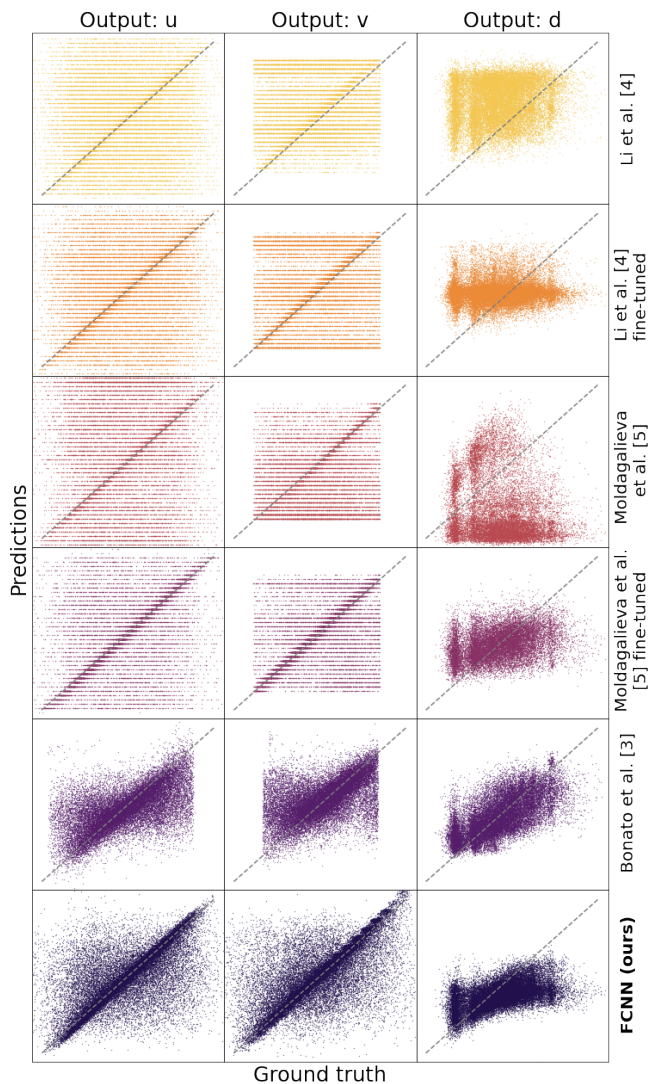 Output: u
Output: v
Output: d
Li et al. [4]
Li et al. [4]
fine-tuned
Moldagalieva
et al. [5]
Predictions
Moldagalieva et al.
[5] fine-tuned
Bonato et al. [3]
FCNN (ours)
Ground truth